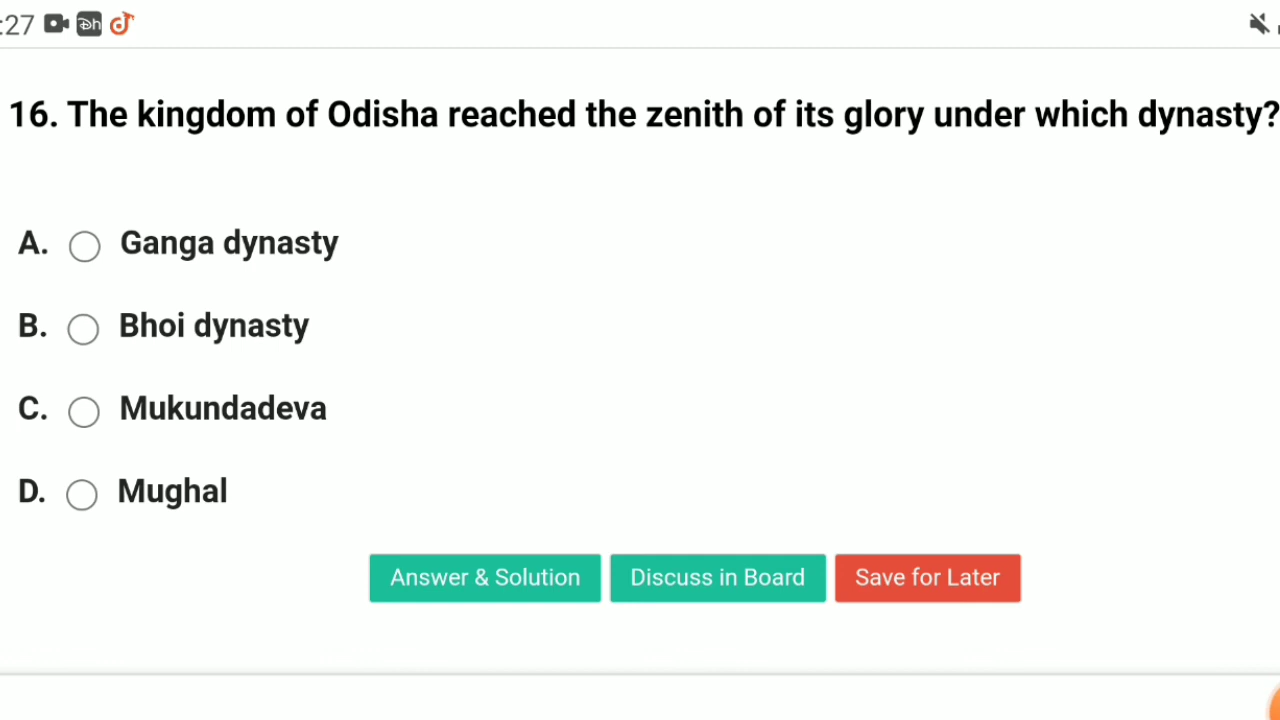 :27 Dh
16. The kingdom of Odisha reached the zenith of its glory under which dynasty?
A. Ganga dynasty
B. Bhoi dynasty
C. Mukundadeva
D. Mughal
Answer & Solution Discuss in Board Save for Later